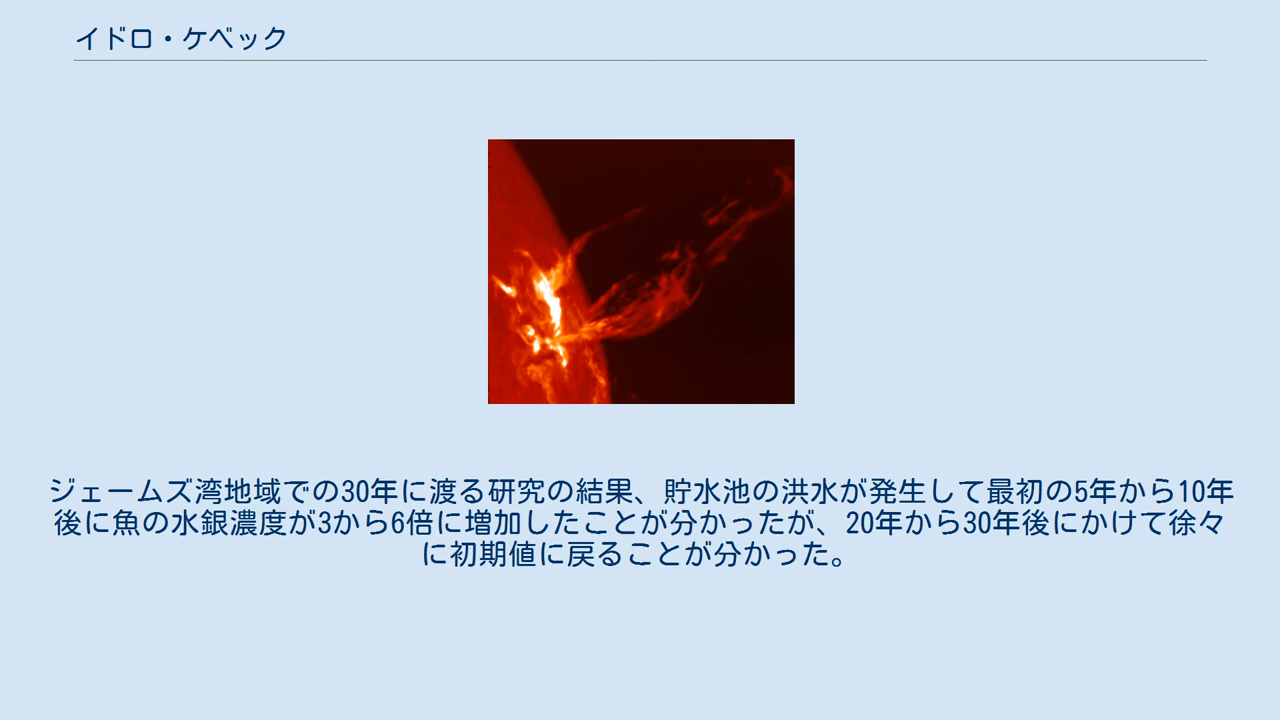 イドロ・ケベック
ジェームズ湾地域での30年に渡る研究の結果、貯水池の洪水が発生して最初の5年から10年
後に魚の水銀濃度が3から6倍に増加したことが分かったが、20年から30年後にかけて徐々
に初期値に戻ることが分かった。